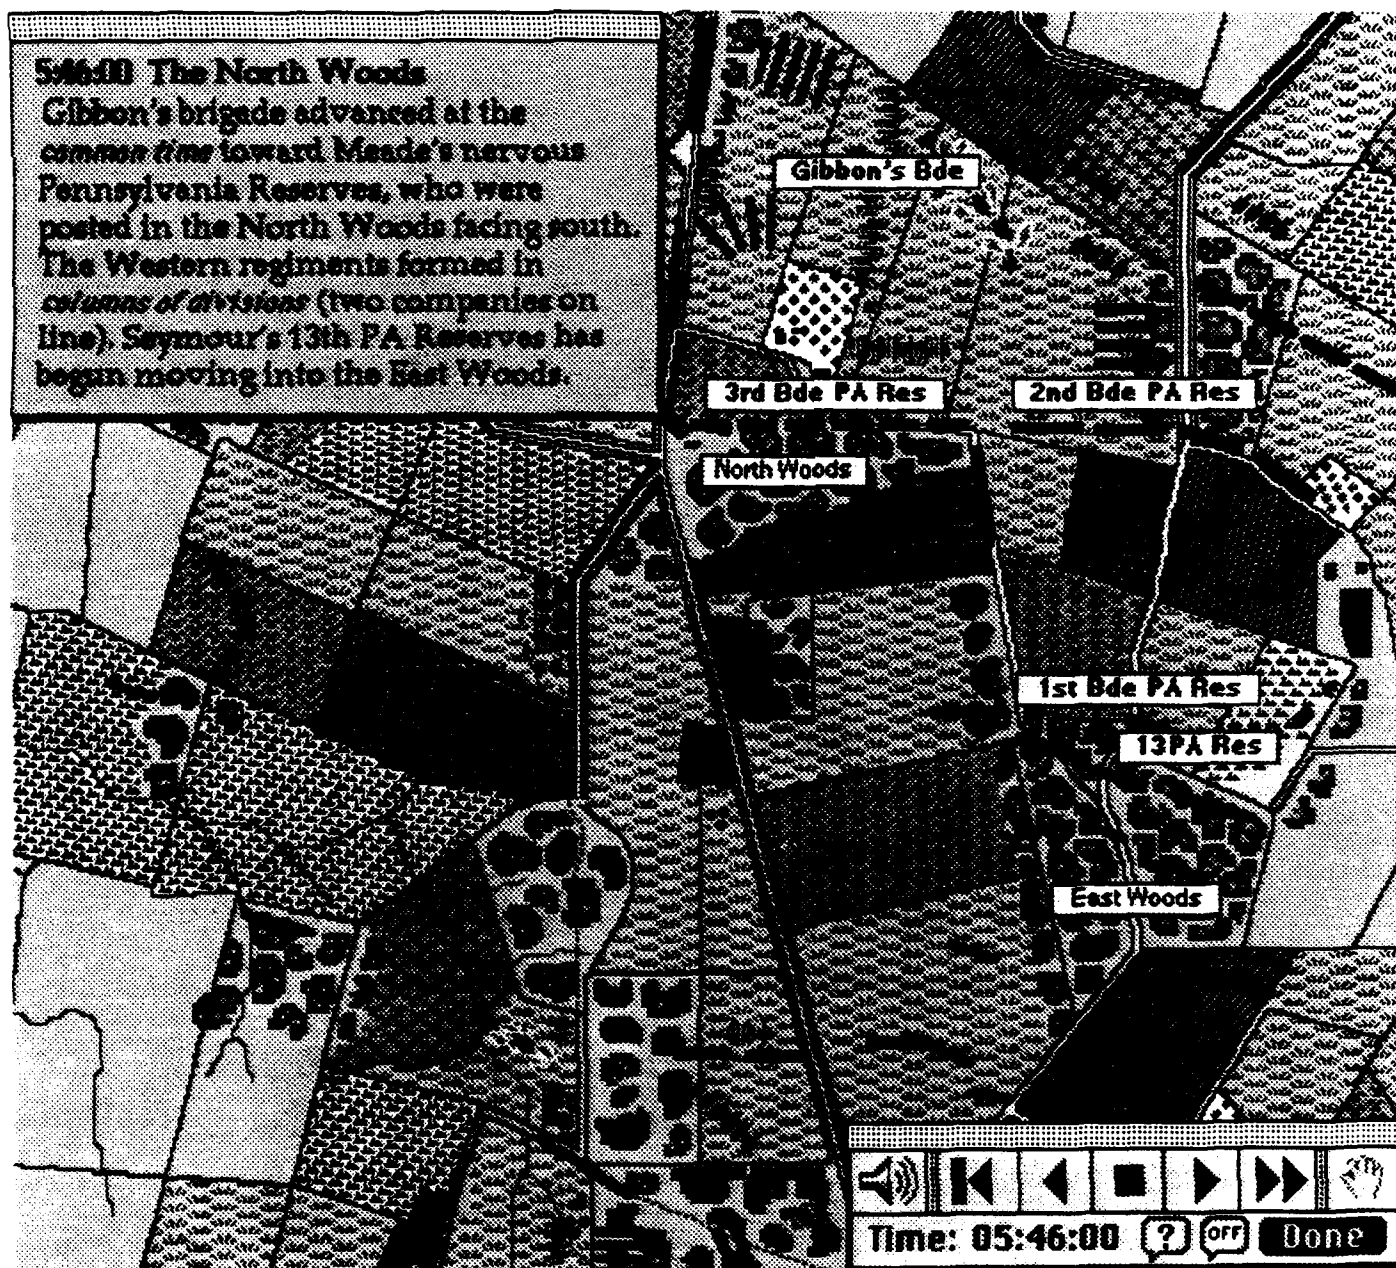 5:46:00 The North Woods
Gibbon's brigade advanced at the
common time toward Meade's nervous
Pennsylvania Reserves, who were
posted in the North Woods facing south.
The Western regiments formed in
columns of divisions (two companies on
line). Seymour's 13th PA Reserves has
began moving into the East Woods.
Gibbon's Bde
3rd Bde PA Res
2nd Bde PA Res
North Woods
1st Bde PA Res
13PA Res
East Woods
Time: 05:46:00 ? OFF Done